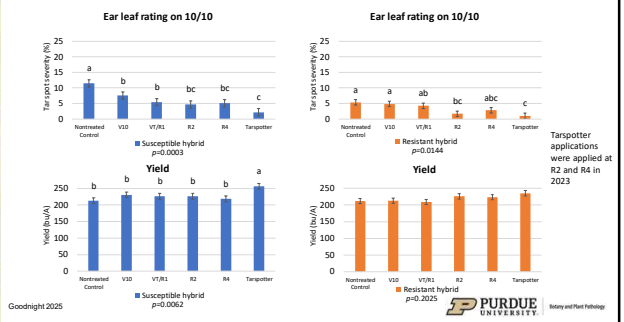 Ear leaf rating on 10/10
Tar spot severity (%)
25
20
15
10
5
0
a
b
b
bc
bc
c
Nontreated
Control
V10
VT/R1
R2
R4
Tarspotter
Susceptible hybrid
p=0.0003
Ear leaf rating on 10/10
Tar spot severity (%)
25
20
15
10
5
0
a
a
ab
bc
abc
c
Nontreated
Control
V10
VT/R1
R2
R4
Tarspotter
Resistant hybrid
p=0.0144
Yield
Yield (bu/A)
250
200
150
100
50
0
b
b
b
b
b
a
Nontreated
Control
V10
VT/R1
R2
R4
Tarspotter
Susceptible hybrid
p=0.0062
Yield
Yield (bu/A)
250
200
150
100
50
0
Nontreated
Control
V10
VT/R1
R2
R4
Tarspotter
Resistant hybrid
p=0.2025
Tarspotter
applications
were applied at
R2 and R4 in
2023
Goodnight 2025
PURDUE
UNIVERSITY
Botany and Plant Pathology